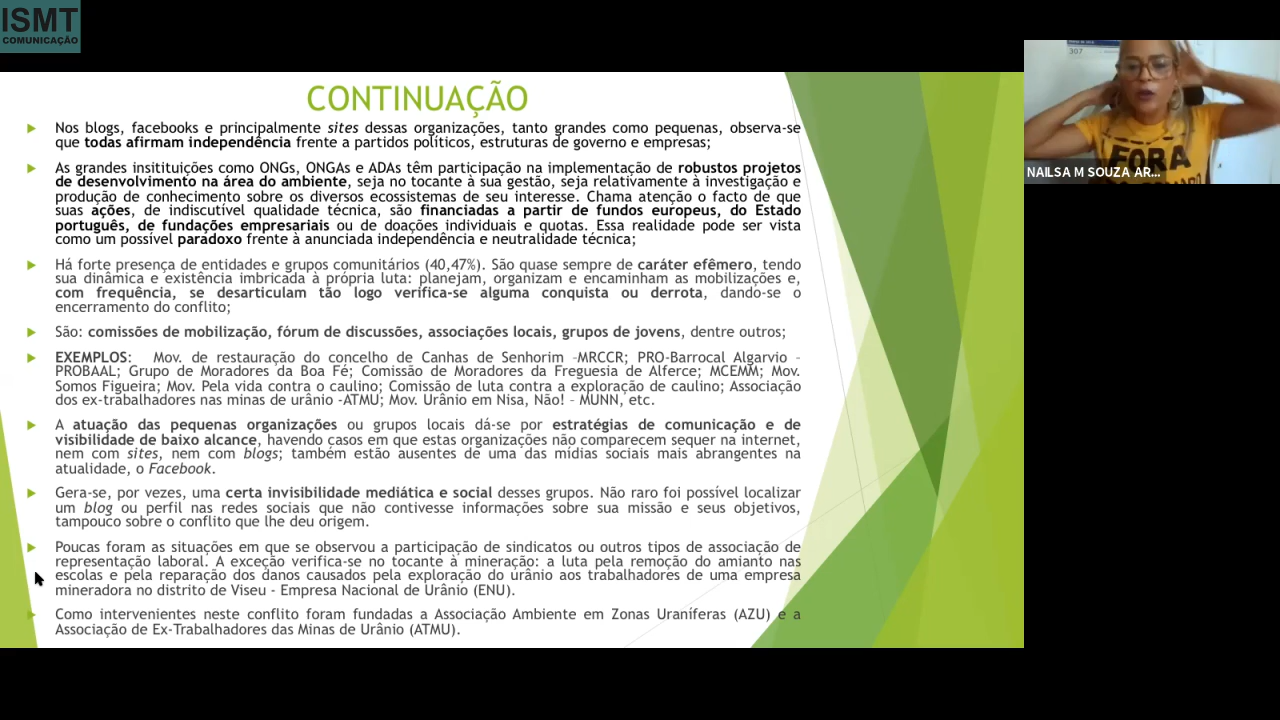 ISMT
COMUNICAÇÃO
CONTINUAÇÃO
Nos blogs, facebooks e principalmente sites dessas organizações, tanto grandes como pequenas, observa-se
que todas afirmam independência frente a partidos políticos, estruturas de governo e empresas;
As grandes insitituições como ONGs, ONGAs e ADAs têm participação na implementação de robustos projetos
de desenvolvimento na área do ambiente, seja no tocante à sua gestão, seja relativamente à investigação e
produção de conhecimento sobre os diversos ecossistemas de seu interesse. Chama atenção o facto de que
suas ações, de indiscutível qualidade técnica, são financiadas a partir de fundos europeus, do Estado
português, de fundações empresariais ou de doações individuais e quotas. Essa realidade pode ser vista
como um possível paradoxo frente à anunciada independência e neutralidade técnica;
Há forte presença de entidades e grupos comunitários (40,47%). São quase sempre de caráter efêmero, tendo
sua dinâmica e existência imbricada à própria luta: planejam, organizam e encaminham as mobilizações e,
com frequência, se desarticulam tão logo verifica-se alguma conquista ou derrota, dando-se o
encerramento do conflito;
São: comissões de mobilização, fórum de discussões, associações locais, grupos de jovens, dentre outros;
EXEMPLOS: Mov. de restauração do concelho de Canhas de Senhorim –MRCCR; PRO-Barrocal Algarvio –
PROBAAL; Grupo de Moradores da Boa Fé; Comissão de Moradores da Freguesia de Alferce; MCEMM; Mov.
Somos Figueira; Mov. Pela vida contra o caulino; Comissão de luta contra a exploração de caulino; Associação
dos ex-trabalhadores nas minas de urânio -ATMU; Mov. Urânio em Nisa, Não! – MUNN, etc.
A atuação das pequenas organizações ou grupos locais dá-se por estratégias de comunicação e de
visibilidade de baixo alcance, havendo casos em que estas organizações não comparecem sequer na internet,
nem com sites, nem com blogs; também estão ausentes de uma das mídias sociais mais abrangentes na
atualidade, o Facebook.
Gera-se, por vezes, uma certa invisibilidade mediática e social desses grupos. Não raro foi possível localizar
um blog ou perfil nas redes sociais que não contivesse informações sobre sua missão e seus objetivos,
tampouco sobre o conflito que lhe deu origem.
Poucas foram as situações em que se observou a participação de sindicatos ou outros tipos de associação de
representação laboral. A exceção verifica-se no tocante à mineração: a luta pela remoção do amianto nas
escolas e pela reparação dos danos causados pela exploração do urânio aos trabalhadores de uma empresa
mineradora no distrito de Viseu - Empresa Nacional de Urânio (ENU).
Como intervenientes neste conflito foram fundadas a Associação Ambiente em Zonas Uraníferas (AZU) e a
Associação de Ex-Trabalhadores das Minas de Urânio (ATMU).
307
FORA
NAILSA M SOUZA AR...